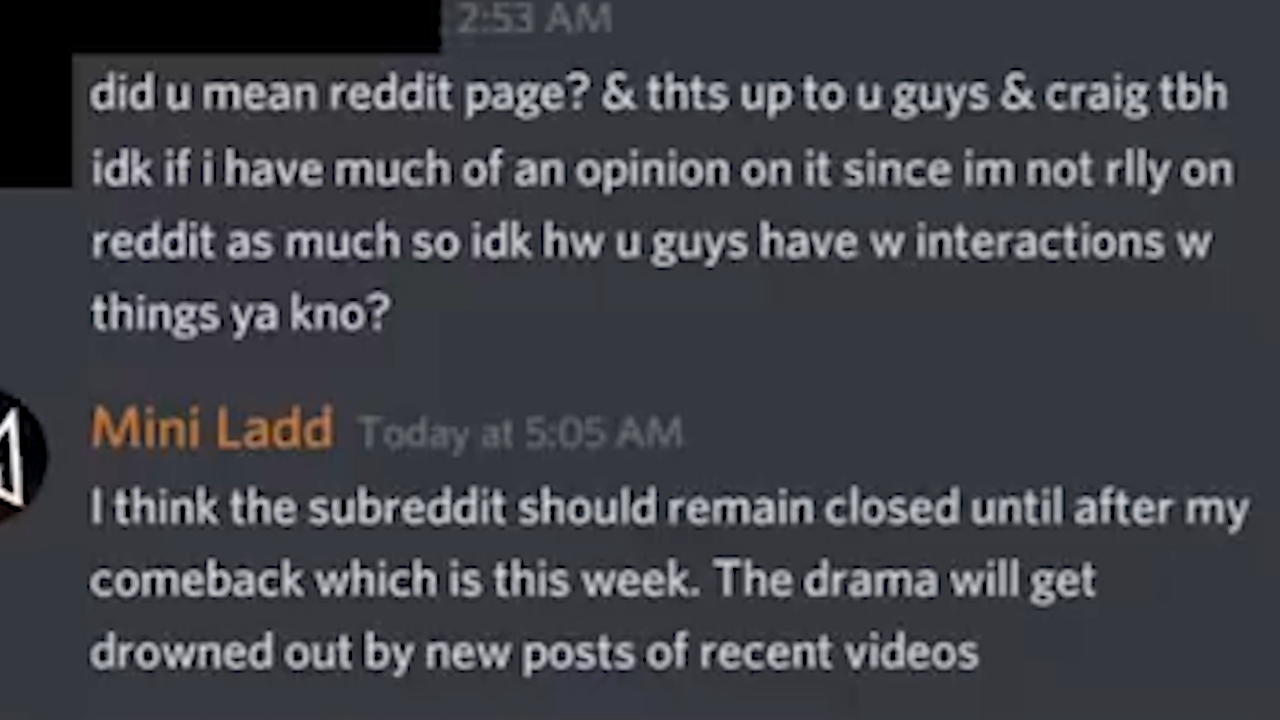 2:53 AM
did u mean reddit page? & thts up to u guys & craig tbh
idk if i have much of an opinion on it since im not rlly on
reddit as much so idk hw u guys have w interactions w
things ya kno?
Mini Ladd Today at 5:05 AM
I think the subreddit should remain closed until after my
comeback which is this week. The drama will get
drowned out by new posts of recent videos